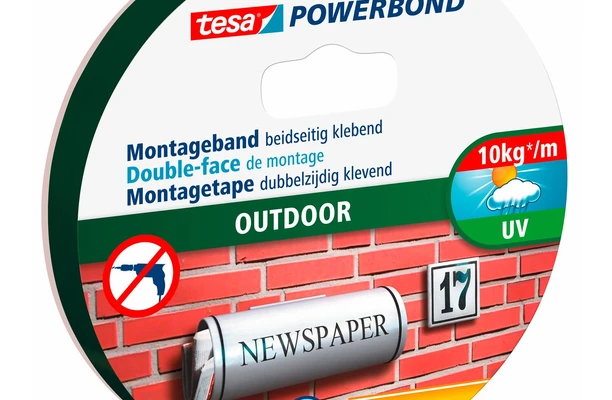 tesa POWERBOND
Montageband beidseitig klebend
Double-face de montage
Montagetape dubbelzijdig klevend
10kg*/m
OUTDOOR
UV
17
NEWSPAPER